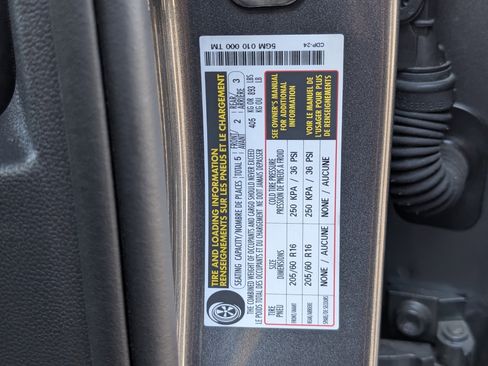 5GM 010 000 TM
CDP-24
TIRE AND LOADING INFORMATION
RENSEIGNEMENTS SUR LES PNEUS ET LE CHARGEMENT
SEATING CAPACITY/NOMBRE DE PLACES TOTAL 5 FRONT/AVANT 2 REAR/ARRIÈRE 3
THE COMBINED WEIGHT OF OCCUPANTS AND CARGO SHOULD NEVER EXCEED 405 KG OR 893 LBS
LE POIDS TOTAL DES OCCUPANTS ET DU CHARGEMENT NE DOIT JAMAIS DÉPASSER KG OU LB
TIRE SIZE COLD TIRE PRESSURE
PNEU DIMENSIONS PRESSION DE PNEUS À FROID
FRONT/AVANT 205/60 R16 250 KPA / 36 PSI
REAR/ARRIÈRE 205/60 R16 250 KPA / 36 PSI
SPARE/DE SECOURS NONE / AUCUNE NONE / AUCUNE
SEE OWNER'S MANUAL
FOR ADDITIONAL
INFORMATION
VOIR LE MANUEL DE
L'USAGER POUR PLUS
DE RENSEIGNEMENTS